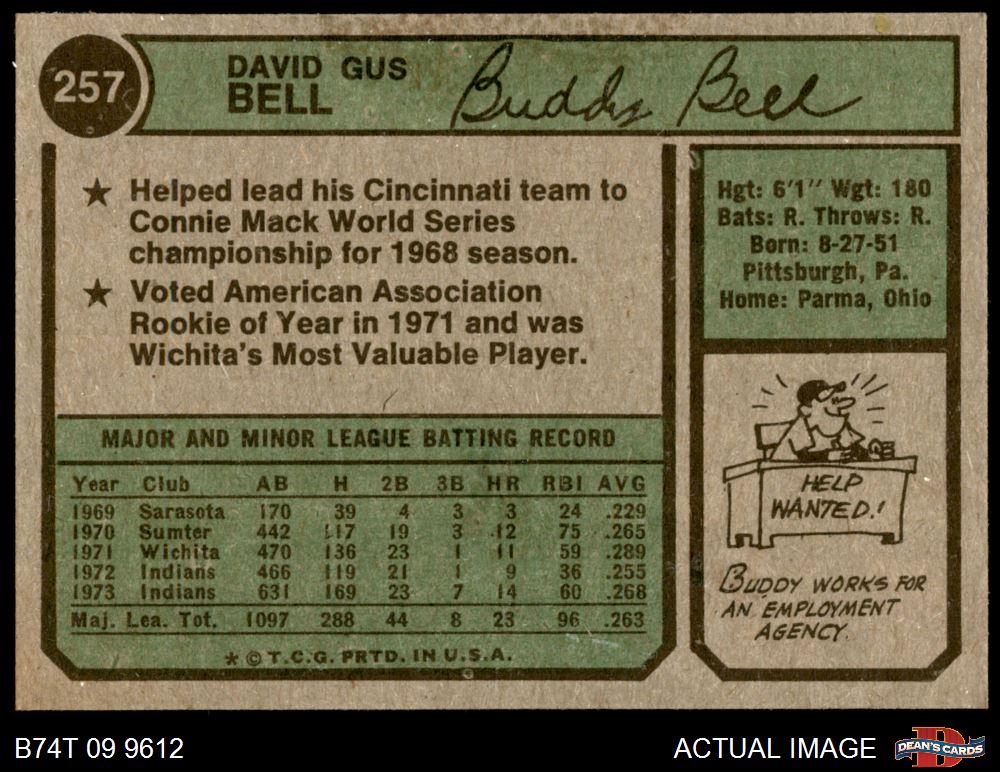 257
DAVID GUS
BELL
Buddy Bell
★ Helped lead his Cincinnati team to
Connie Mack World Series
championship for 1968 season.
★ Voted American Association
Rookie of Year in 1971 and was
Wichita's Most Valuable Player.
Hgt: 6'1" Wgt: 180
Bats: R. Throws: R.
Born: 8-27-51
Pittsburgh, Pa.
Home: Parma, Ohio
MAJOR AND MINOR LEAGUE BATTING RECORD
Year Club AB H 2B 3B HR RBI AVG
1969 Sarasota 170 39 4 3 3 24 .229
1970 Sumter 442 117 19 3 12 75 .265
1971 Wichita 470 136 23 1 11 59 .289
1972 Indians 466 119 21 1 9 36 .255
1973 Indians 631 169 23 7 14 60 .268
Maj. Lea. Tot. 1097 288 44 8 23 96 .263
* © T.C.G. PRTD. IN U.S.A.
HELP
WANTED!
BUDDY WORKS FOR
AN EMPLOYMENT
AGENCY.
B74T 09 9612
ACTUAL IMAGE
D
DEAN'S CARDS